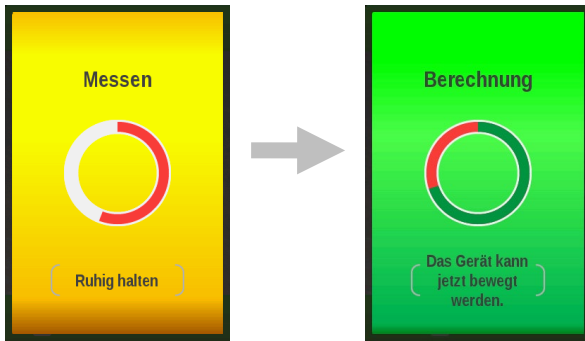 Messen
Ruhig halten
Berechnung
Das Gerät kann
jetzt bewegt
werden.